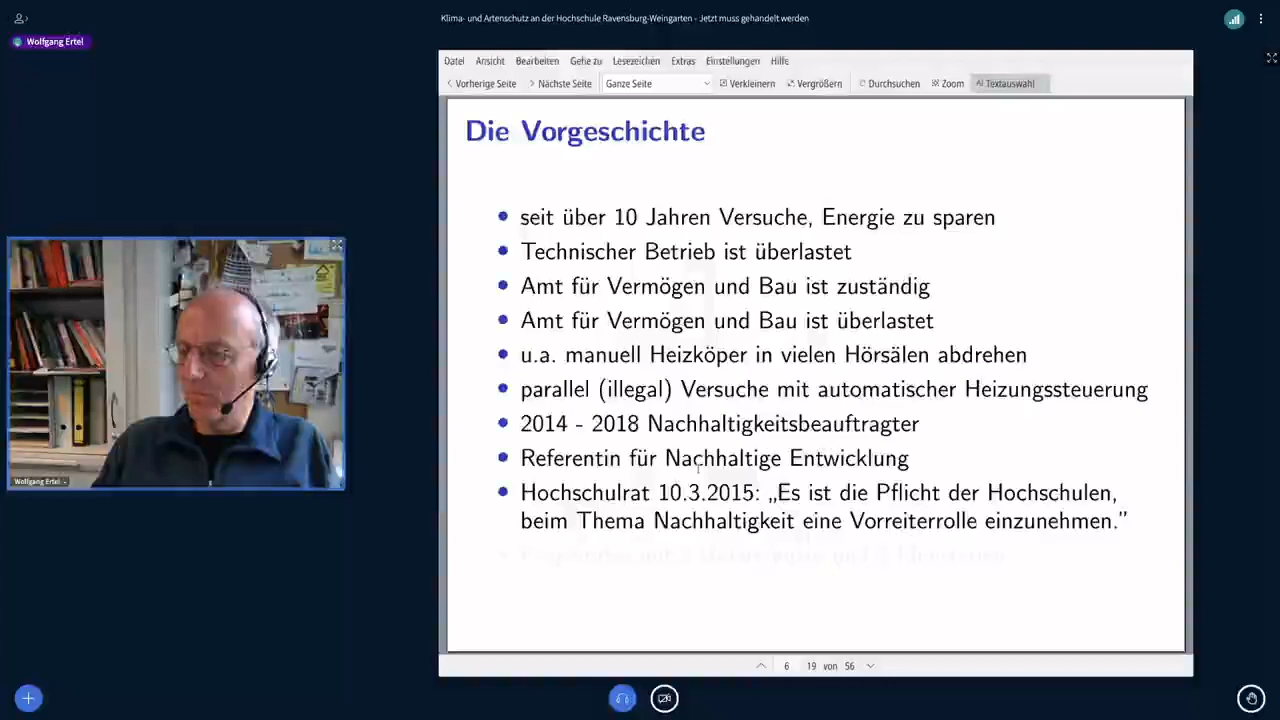 Klima- und Artenschutz an der Hochschule Ravensburg-Weingarten - Jetzt muss gehandelt werden
Wolfgang Ertel
Datei Ansicht Bearbeiten Gehe zu Lesezeichen Extras Einstellungen Hilfe
Vorherige Seite Nächste Seite Ganze Seite Verkleinern Vergrößern Durchsuchen Zoom Textauswahl
Die Vorgeschichte
seit über 10 Jahren Versuche, Energie zu sparen
Technischer Betrieb ist überlastet
Amt für Vermögen und Bau ist zuständig
Amt für Vermögen und Bau ist überlastet
u.a. manuell Heizköper in vielen Hörsälen abdrehen
parallel (illegal) Versuche mit automatischer Heizungssteuerung
2014 - 2018 Nachhaltigkeitsbeauftragter
Referentin für Nachhaltige Entwicklung
Hochschulrat 10.3.2015: „Es ist die Pflicht der Hochschulen,
beim Thema Nachhaltigkeit eine Vorreiterrolle einzunehmen.”
6 19 von 56
Wolfgang Ertel